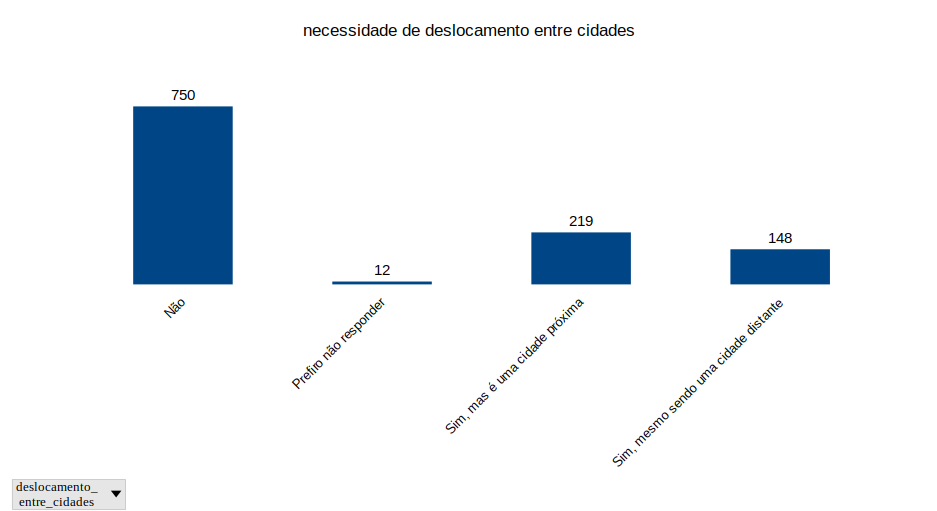 necessidade de deslocamento entre cidades
750
12
219
148
Não
Prefiro não responder
Sim, mas é uma cidade próxima
Sim, mesmo sendo uma cidade distante
deslocamento_
entre_cidades